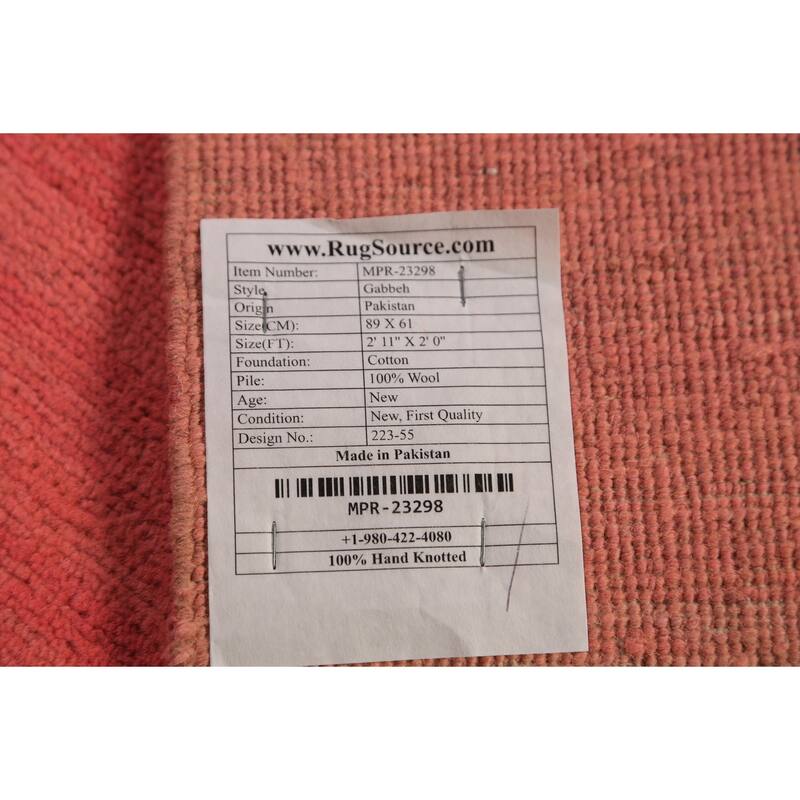 www.RugSource.com
Item Number: MPR-23298
Style: Gabbeh
Origin Pakistan
Size(CM): 89 X 61
Size(FT): 2' 11" X 2' 0"
Foundation: Cotton
Pile: 100% Wool
Age: New
Condition: New, First Quality
Design No.: 223-55
Made in Pakistan
MPR-23298
+1-980-422-4080
100% Hand Knotted